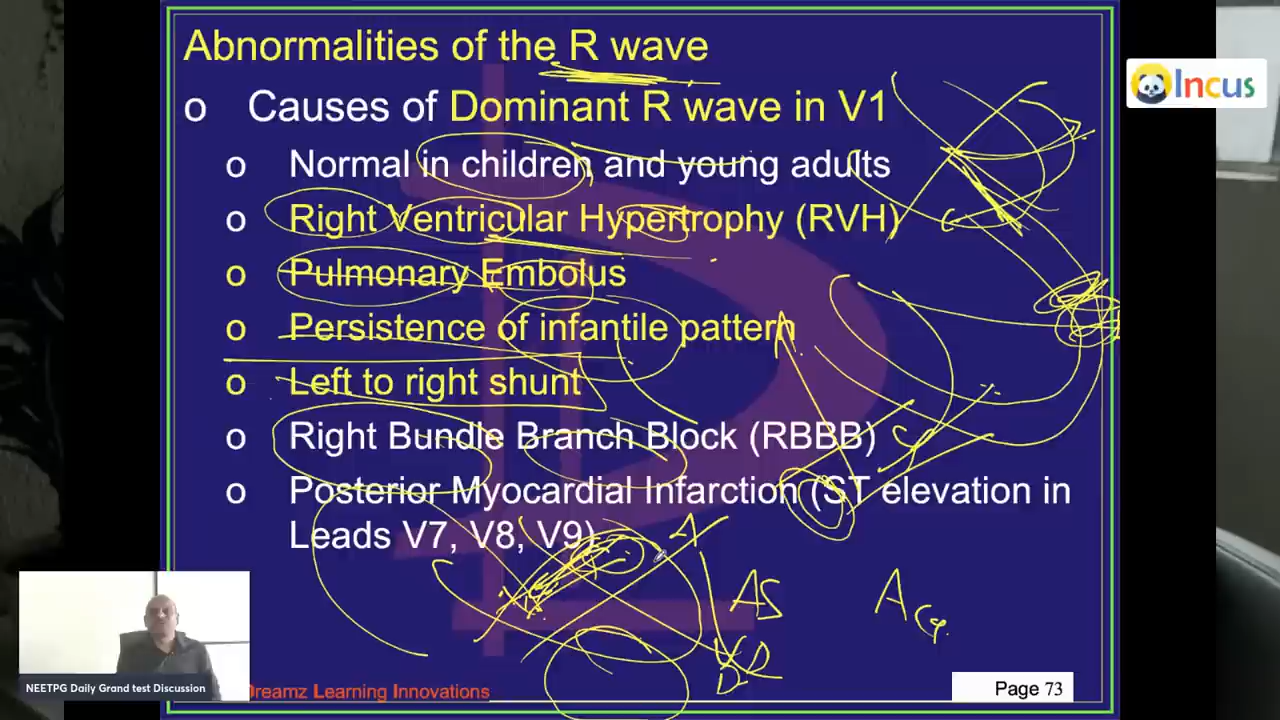 Abnormalities of the R wave
Incus
o Causes of Dominant R wave in V1
o Normal in children and young adults
o Right Ventricular Hypertrophy (RVH)
o Pulmonary Embolus
o Persistence of infantile pattern
o Left to right shunt
o Right Bundle Branch Block (RBBB)
o Posterior Myocardial Infarction (ST elevation in
Leads V7, V8, V9)
AS
NEETPG Daily Grand test Discussion
Dreamz Learning Innovations
Page 73